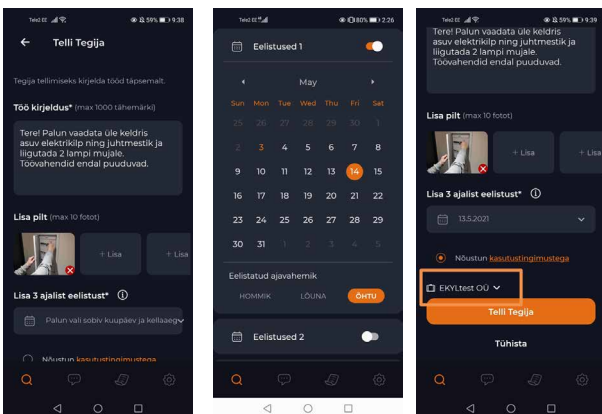 Tele2 EE
59% 9:38
Telli Tegija
Tegija tellimiseks kirjelda tööd täpsemalt.
Töö kirjeldus* (max 1000 tähemärki)
Tere! Palun vaadata üle keldris
asuv elektrikilp ning juhtmestik ja
liigutada 2 lampi mujale.
Töövahendid endal puuduvad.
Lisa pilt (max 10 fotot)
+ Lisa
+ Lisa
Lisa 3 ajalist eelistust*
Palun vali sobiv kuupäev ja kellaaeg
Nõustun kasutustingimustega
Tele2 EE
80% 2:26
Eelistused 1
May
Sun Mon Tue Wed Thu Fri Sat
25 26 27 28 29 30 1
2 3 4 5 6 7 8
9 10 11 12 13 14 15
16 17 18 19 20 21 22
23 24 25 26 27 28 29
30 31 1 2 3 4 5
Eelistatud ajavahemik
HOMMIK LÕUNA ÕHTU
Eelistused 2
Tele2 EE
59% 9:39
Tere! Palun vaadata üle keldris
asuv elektrikilp ning juhtmestik ja
liigutada 2 lampi mujale.
Töövahendid endal puuduvad.
Lisa pilt (max 10 fotot)
+ Lisa
+ Lisa
Lisa 3 ajalist eelistust*
13.5.2021
Nõustun kasutustingimustega
EKYLtest OÜ
Telli Tegija
Tühista